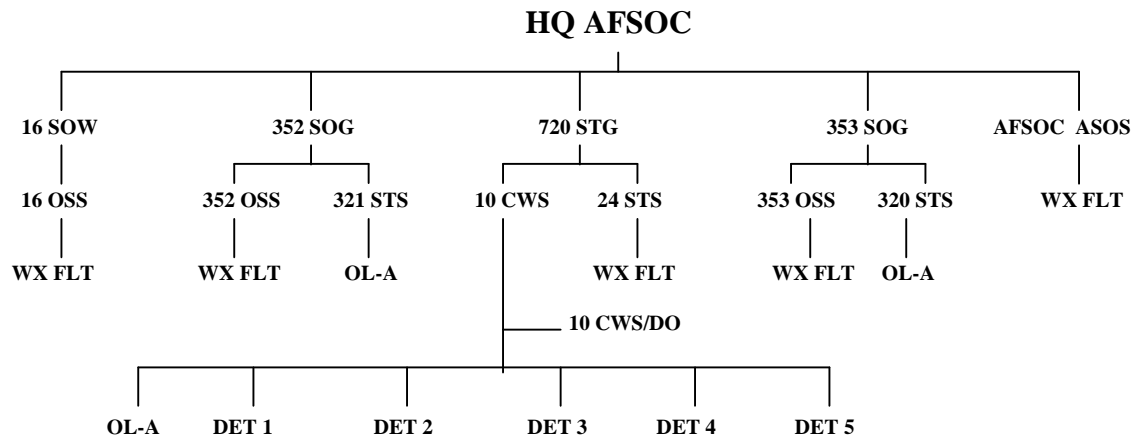 HQ AFSOC
16 SOW 352 SOG 720 STG 353 SOG AFSOC ASOS
16 OSS 352 OSS 321 STS 10 CWS 24 STS 353 OSS 320 STS WX FLT
WX FLT WX FLT OL-A WX FLT WX FLT OL-A
10 CWS/DO
OL-A DET 1 DET 2 DET 3 DET 4 DET 5